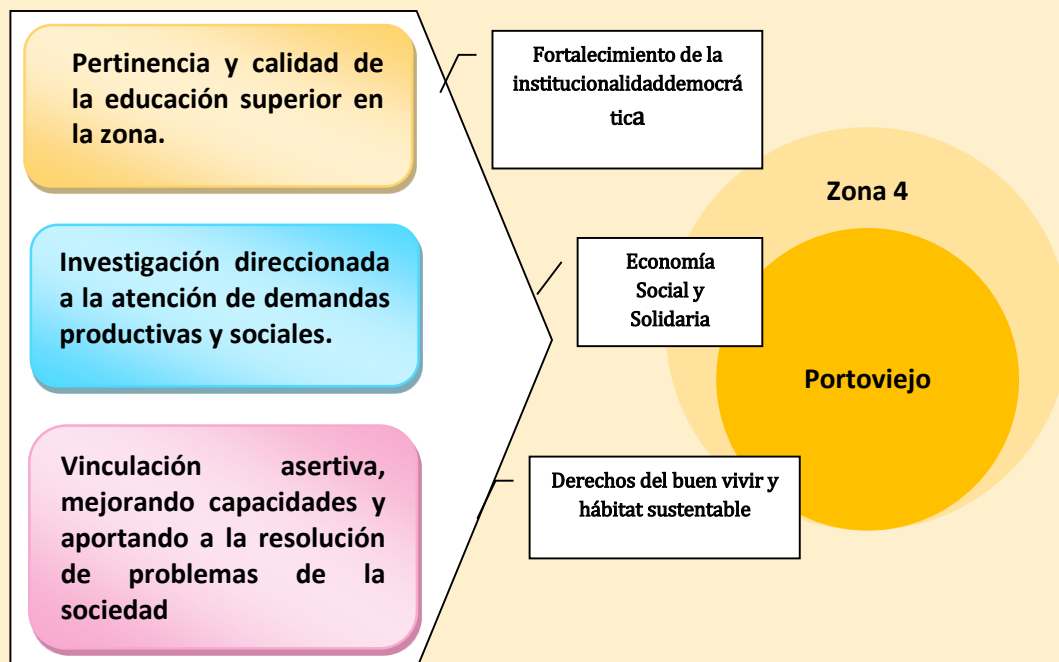 Pertinencia y calidad de
la educación superior en
la zona.
Investigación direccionada
a la atención de demandas
productivas y sociales.
Vinculación asertiva,
mejorando capacidades y
aportando a la resolución
de problemas de la
sociedad
Fortalecimiento de la
institucionalidaddemocrá
tica
Economía
Social y
Solidaria
Derechos del buen vivir y
hábitat sustentable
Zona 4
Portoviejo